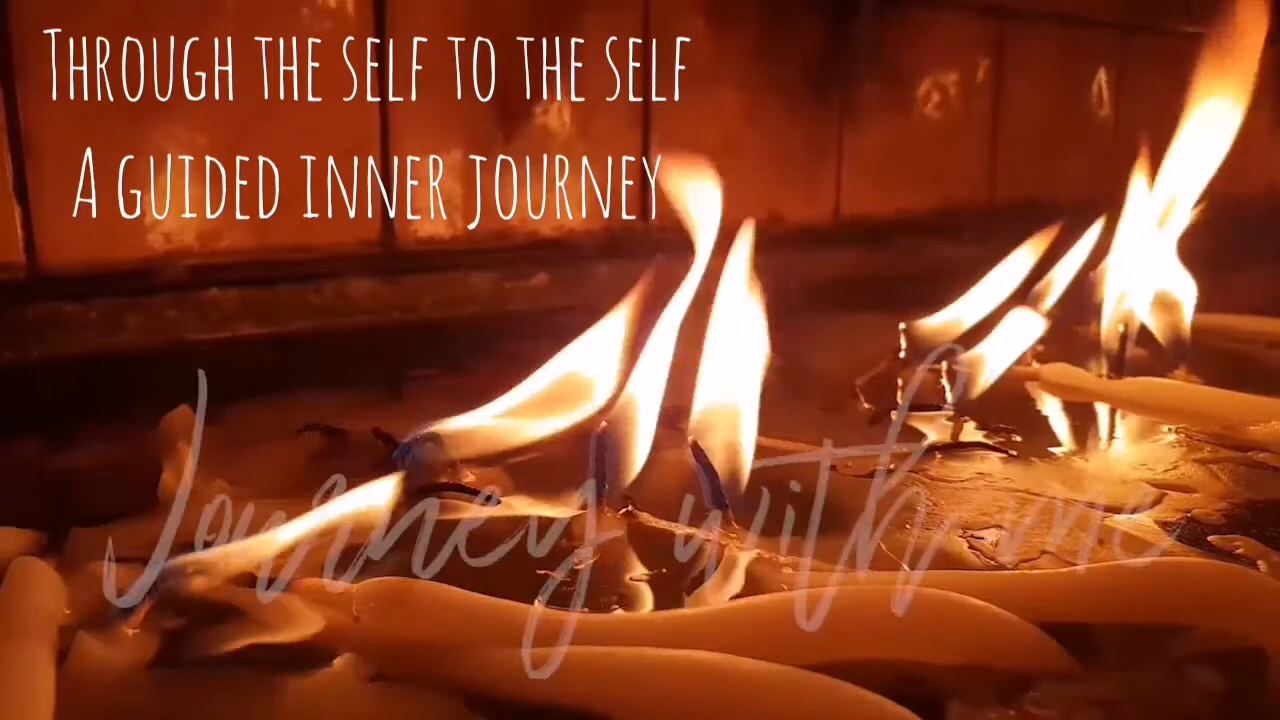 Through the self to the self
A guided inner journey
Journey with me